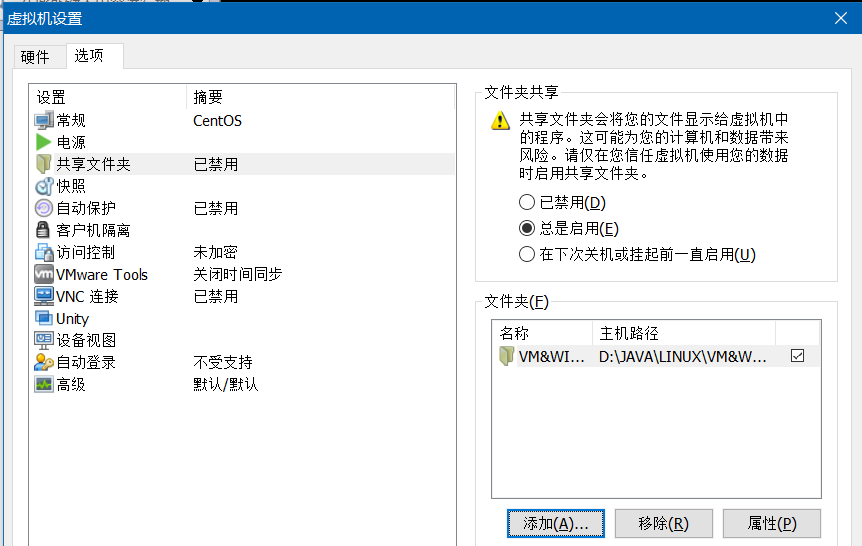 虚拟机设置
硬件
选项
设置
摘要
常规
CentOS
电源
共享文件夹
已禁用
快照
自动保护
已禁用
客户机隔离
访问控制
未加密
VMware Tools
关闭时间同步
VNC 连接
已禁用
Unity
设备视图
自动登录
不受支持
高级
默认/默认
文件夹共享
共享文件夹会将您的文件显示给虚拟机中
的程序。这可能为您的计算机和数据带来
风险。请仅在您信任虚拟机使用您的数据
时启用共享文件夹。
已禁用(D)
总是启用(E)
在下次关机或挂起前一直启用(U)
文件夹(F)
名称
主机路径
VM&WI...
D:\JAVA\LINUX\VM&W...
添加(A)...
移除(R)
属性(P)